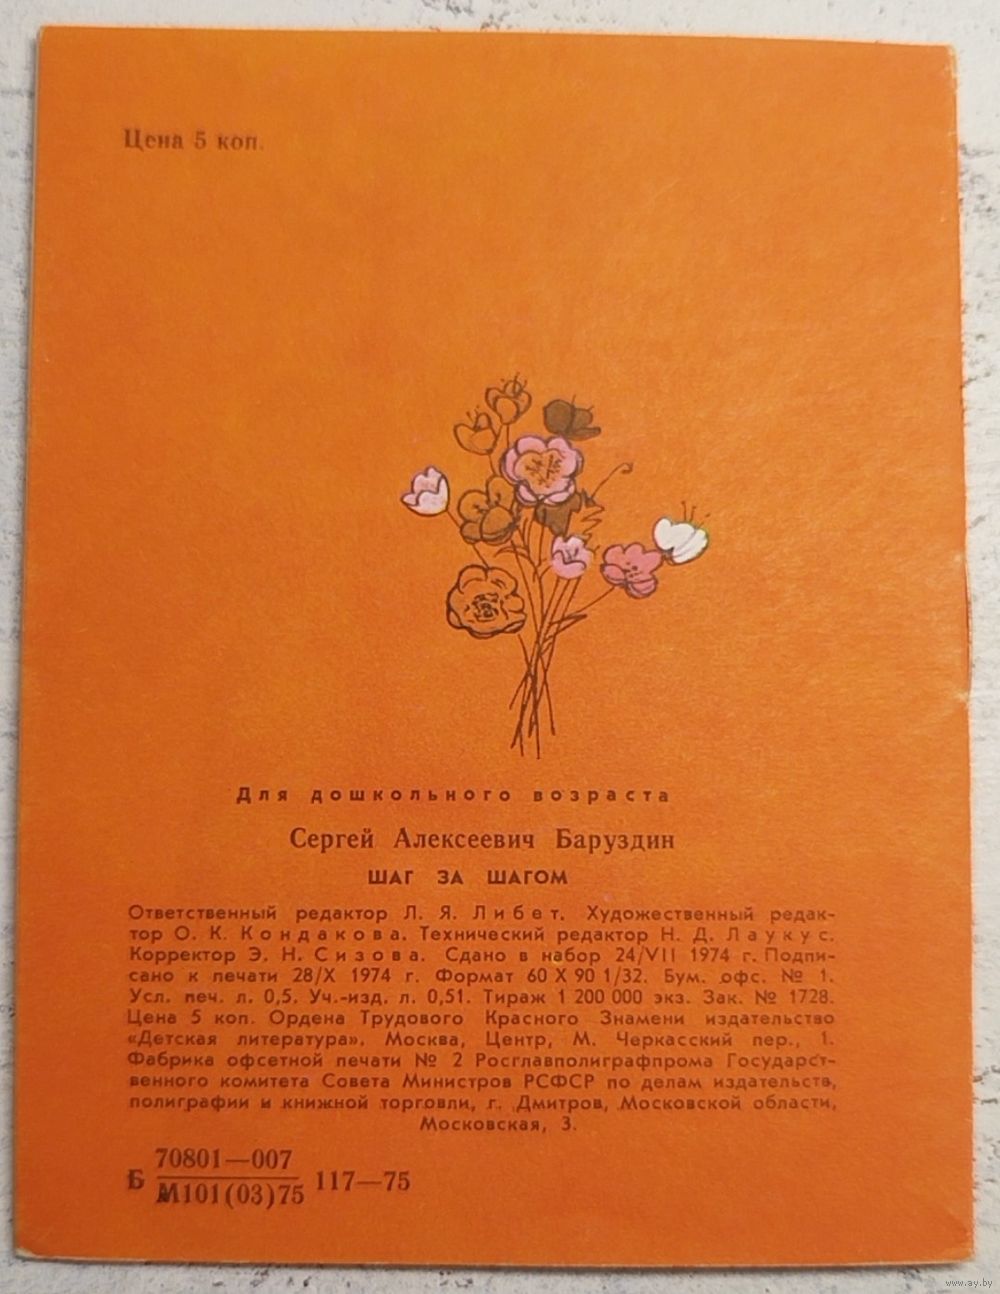 Цена 5 коп.
Для дошкольного возраста
Сергей Алексеевич Баруздин
ШАГ ЗА ШАГОМ
Ответственный редактор Л. Я. Либет. Художественный редак-
тор О. К. Кондакова. Технический редактор Н. Д. Лаукус.
Корректор Э. Н. Сизова. Сдано в набор 24/VII 1974 г. Подпи-
сано к печати 28/X 1974 г. Формат 60 X 90 1/32. Бум. офс. № 1.
Усл. печ. л. 0,5. Уч.-изд. л. 0,51. Тираж 1 200 000 экз. Зак. № 1728.
Цена 5 коп. Ордена Трудового Красного Знамени издательство
«Детская литература». Москва, Центр, М. Черкасский пер., 1.
Фабрика офсетной печати № 2 Росглавполиграфпрома Государст-
венного комитета Совета Министров РСФСР по делам издательств,
полиграфии и книжной торговли, г. Дмитров, Московской области,
Московская, 3.
Б 70801—007 117—75
М101(03)75
www.ay.by